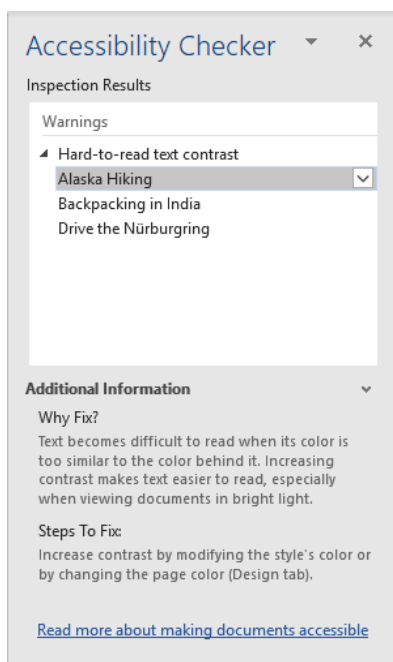 Accessibility Checker
Inspection Results
Warnings
Hard-to-read text contrast
Alaska Hiking
Backpacking in India
Drive the Nürburgring
Additional Information
Why Fix?
Text becomes difficult to read when its color is
too similar to the color behind it. Increasing
contrast makes text easier to read, especially
when viewing documents in bright light.
Steps To Fix:
Increase contrast by modifying the style's color or
by changing the page color (Design tab).
Read more about making documents accessible